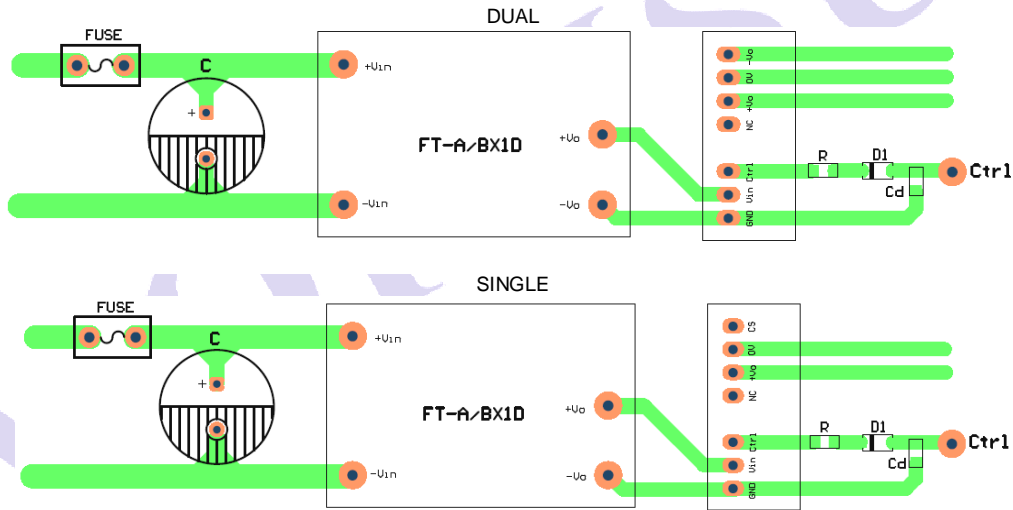 DUAL
FUSE
C
+
+Vin
-Vin
FT-A/BX1D
+Vo
-Vo
-Vo
0V
+Vo
NC
Ctrl
Vin
GND
R
D1
Cd
Ctrl
SINGLE
FUSE
C
+
+Vin
-Vin
FT-A/BX1D
+Vo
-Vo
CS
0V
+Vo
NC
Ctrl
Vin
GND
R
D1
Cd
Ctrl